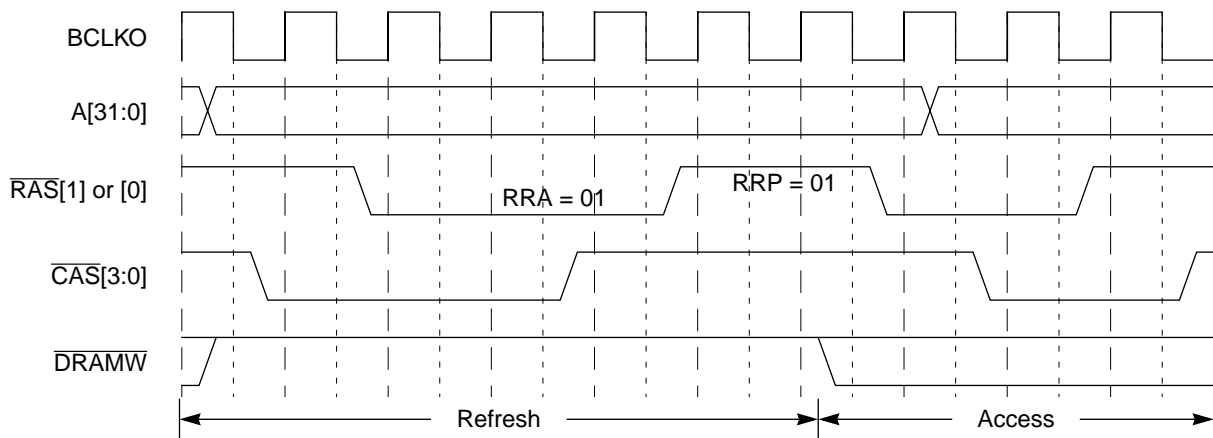 BCLKO
A[31:0]
RAS[1] or [0]
RRA = 01
RRP = 01
CAS[3:0]
DRAMW
Refresh
Access